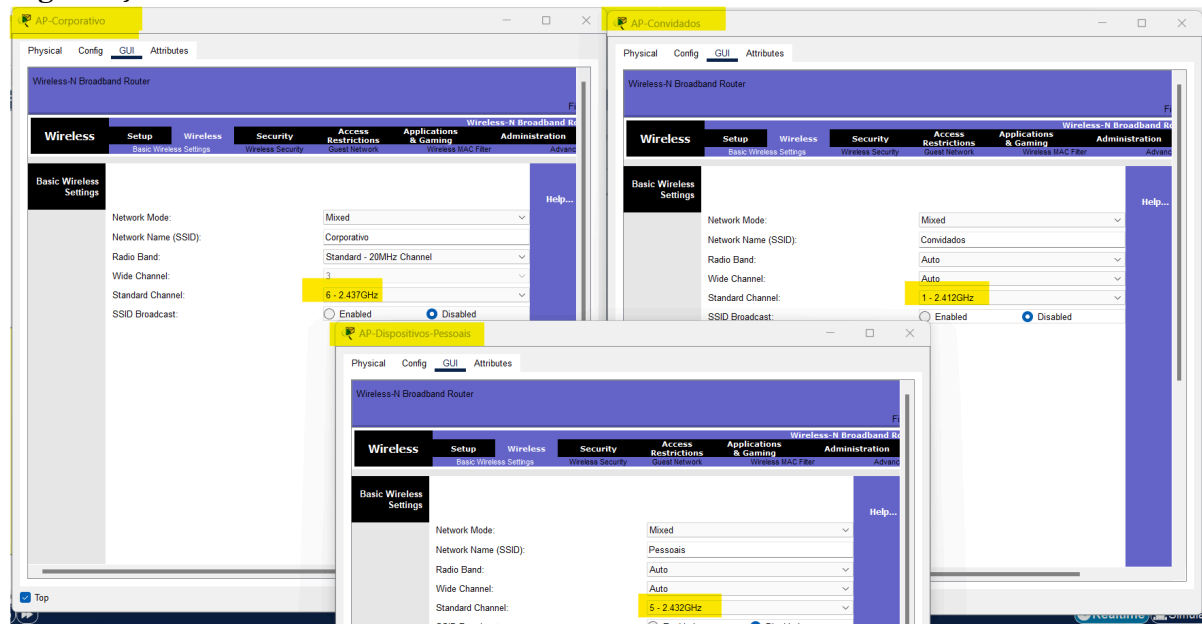 AP-Corporativo
Physical Config GUI Attributes
Wireless-N Broadband Router
Fi
Wireless-N Broadband Ro
Wireless Setup Wireless Security Access Restrictions Applications & Gaming Administration
Basic Wireless Settings Wireless Security Guest Network Wireless MAC Filter Advanc
Basic Wireless Settings
Help...
Network Mode: Mixed
Network Name (SSID): Corporativo
Radio Band: Standard - 20MHz Channel
Wide Channel: 3
Standard Channel: 6 - 2.437GHz
SSID Broadcast: Enabled Disabled
Top
AP-Convidados
Physical Config GUI Attributes
Wireless-N Broadband Router
Fi
Wireless-N Broadband Ro
Wireless Setup Wireless Security Access Restrictions Applications & Gaming Administration
Basic Wireless Settings Wireless Security Guest Network Wireless MAC Filter Advanc
Basic Wireless Settings
Help...
Network Mode: Mixed
Network Name (SSID): Convidados
Radio Band: Auto
Wide Channel: Auto
Standard Channel: 1 - 2.412GHz
SSID Broadcast: Enabled Disabled
AP-Dispositivos-Pessoais
Physical Config GUI Attributes
Wireless-N Broadband Router
Fi
Wireless-N Broadband Ro
Wireless Setup Wireless Security Access Restrictions Applications & Gaming Administration
Basic Wireless Settings Wireless Security Guest Network Wireless MAC Filter Advanc
Basic Wireless Settings
Help...
Network Mode: Mixed
Network Name (SSID): Pessoais
Radio Band: Auto
Wide Channel: Auto
Standard Channel: 5 - 2.432GHz
Realtime Simula